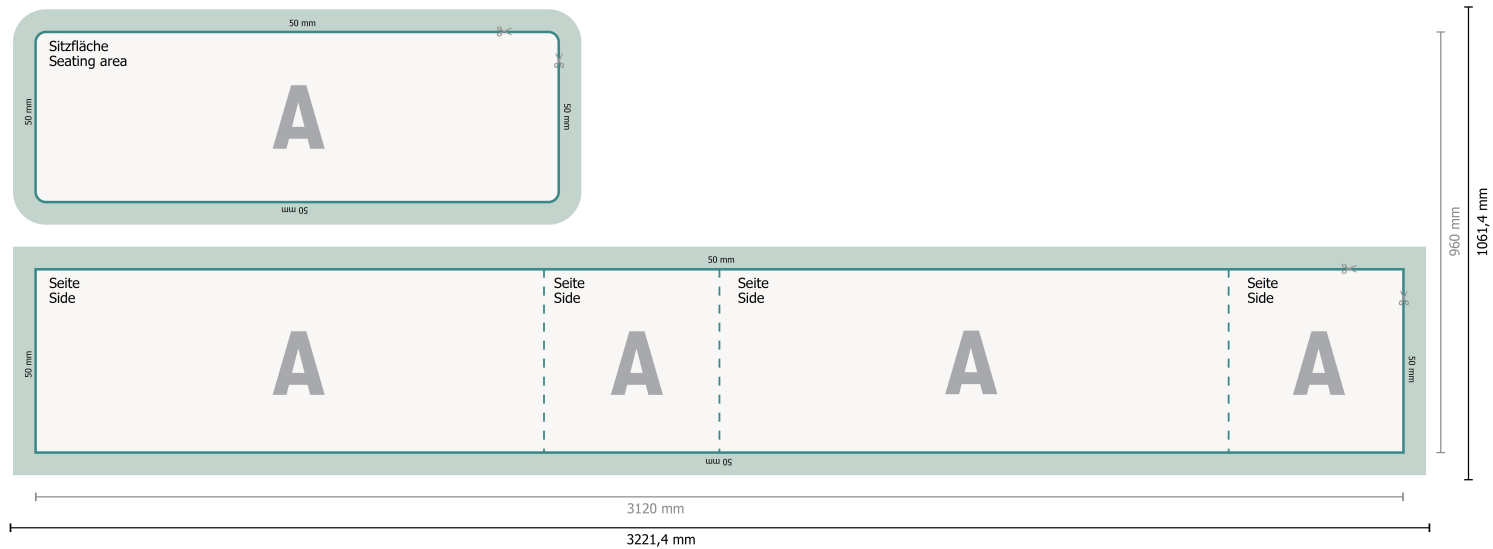 50 mm
Sitzfläche
Seating area
A
50 mm
50 mm
50 mm
50 mm
Seite
Side
Seite
Side
Seite
Side
Seite
Side
A
A
A
A
50 mm
50 mm
50 mm
960 mm
1061,4 mm
3120 mm
3221,4 mm